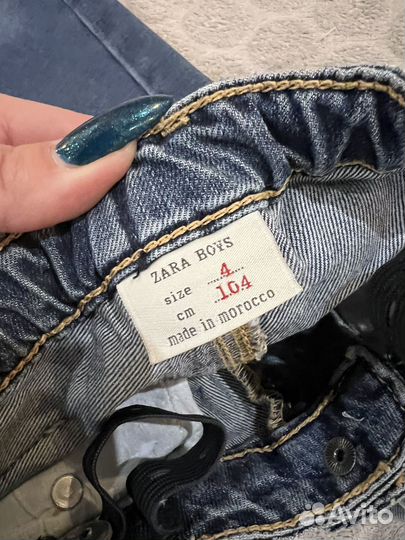 ZARA BOYS
size 4
cm 104
made in morocco
Avito